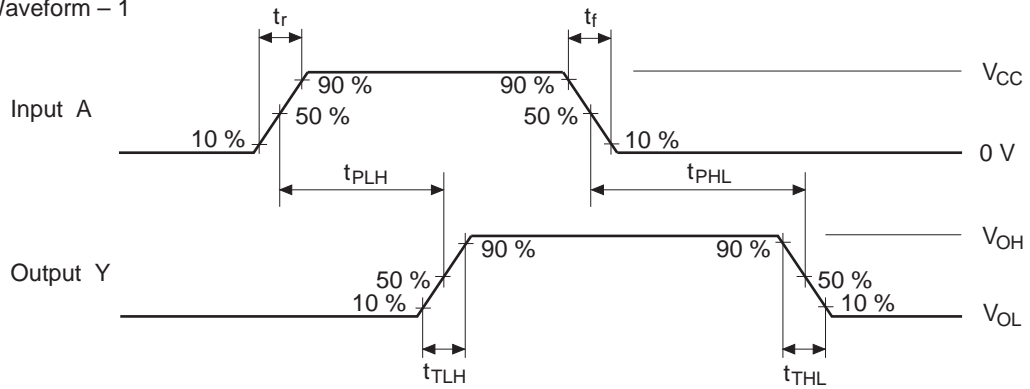 Waveform – 1
tr tf
90 % 90 % VCC
Input A 50 % 50 %
10 % 10 % 0 V
tPLH tPHL
90 % 90 % VOH
Output Y 50 % 50 %
10 % 10 % VOL
tTLH tTHL